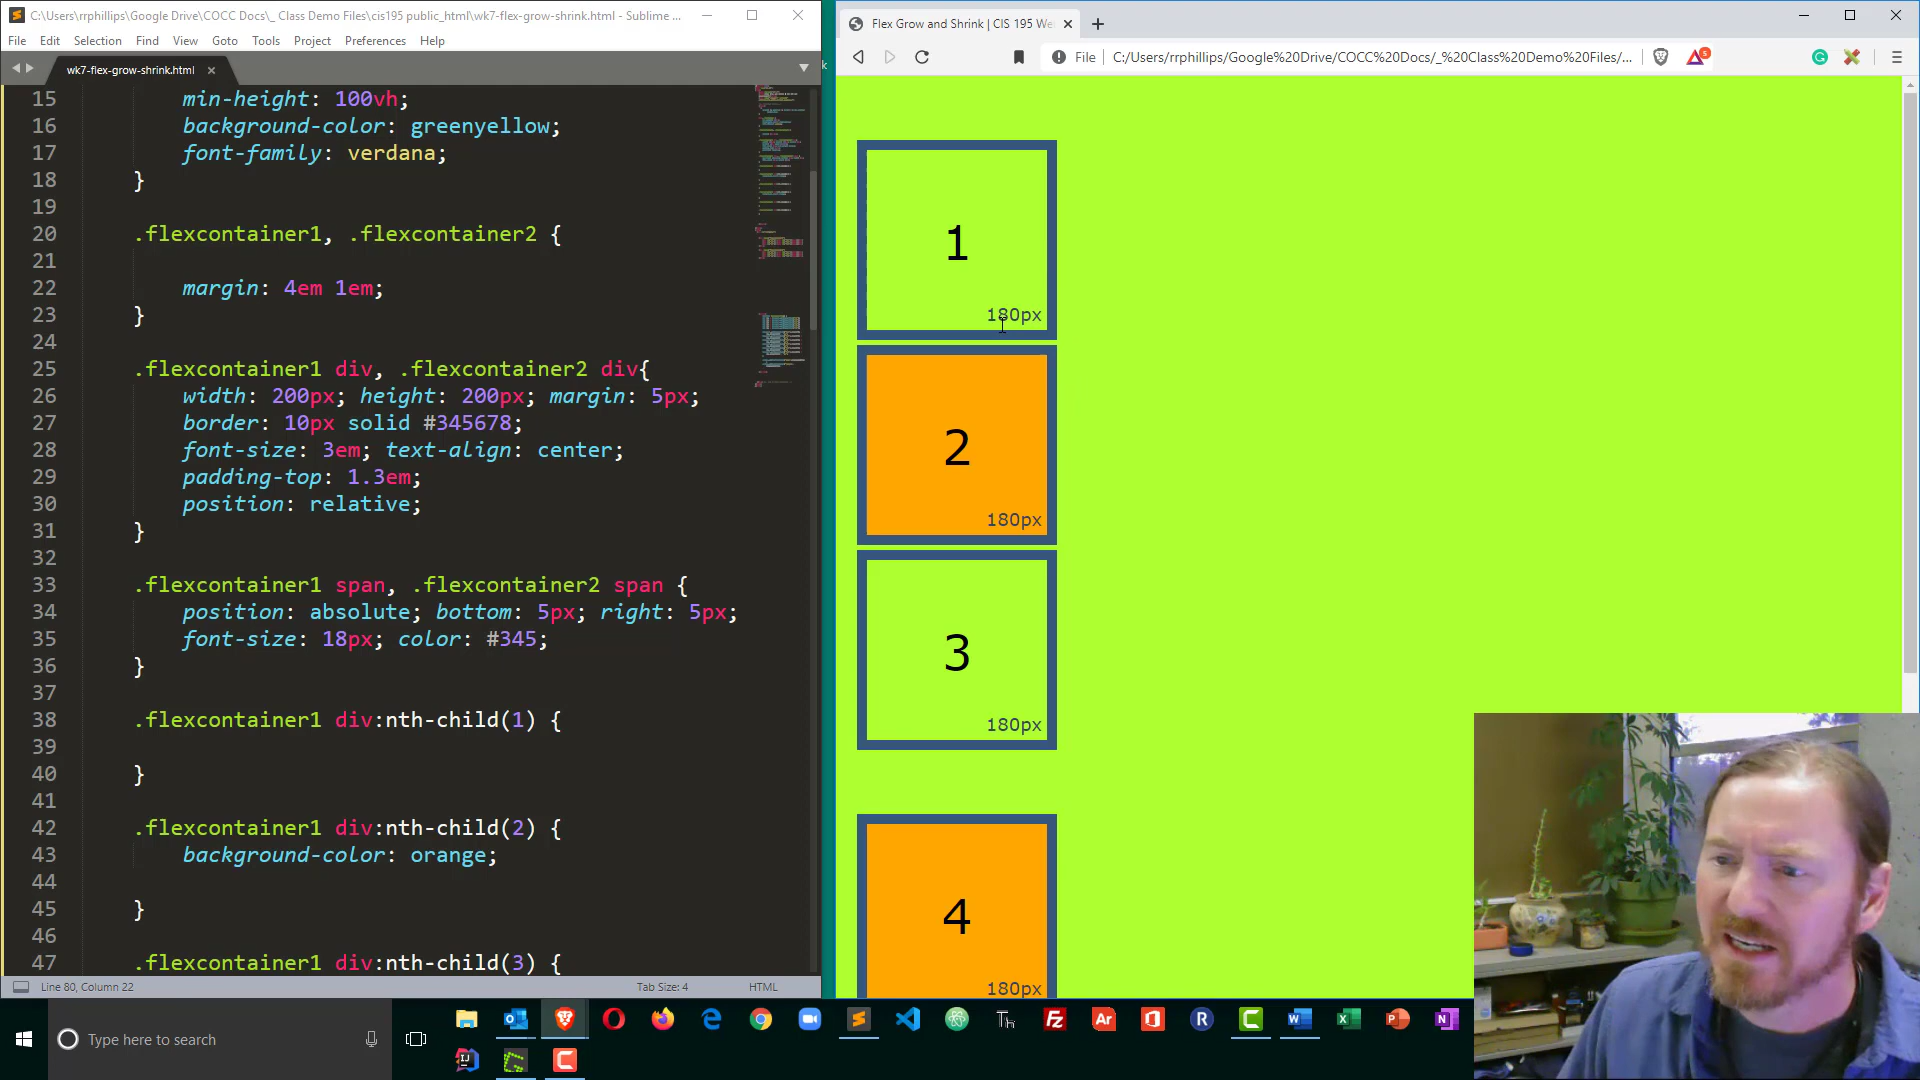 C:\Users\rrphillips\Google Drive\COCC Docs\_ Class Demo Files\cis195 public_html\wk7-flex-grow-shrink.html - Sublime ...
File Edit Selection Find View Goto Tools Project Preferences Help
wk7-flex-grow-shrink.html
15 min-height: 100vh;
16 background-color: greenyellow;
17 font-family: verdana;
18 }
19
20 .flexcontainer1, .flexcontainer2 {
21
22 margin: 4em 1em;
23 }
24
25 .flexcontainer1 div, .flexcontainer2 div{
26 width: 200px; height: 200px; margin: 5px;
27 border: 10px solid #345678;
28 font-size: 3em; text-align: center;
29 padding-top: 1.3em;
30 position: relative;
31 }
32
33 .flexcontainer1 span, .flexcontainer2 span {
34 position: absolute; bottom: 5px; right: 5px;
35 font-size: 18px; color: #345;
36 }
37
38 .flexcontainer1 div:nth-child(1) {
39
40 }
41
42 .flexcontainer1 div:nth-child(2) {
43 background-color: orange;
44
45 }
46
47 .flexcontainer1 div:nth-child(3) {
Line 80, Column 22
Tab Size: 4
HTML
Flex Grow and Shrink | CIS 195 We
File C:/Users/rrphillips/Google%20Drive/COCC%20Docs/_%20Class%20Demo%20Files/...
5
1
180px
2
180px
3
180px
4
180px
Type here to search